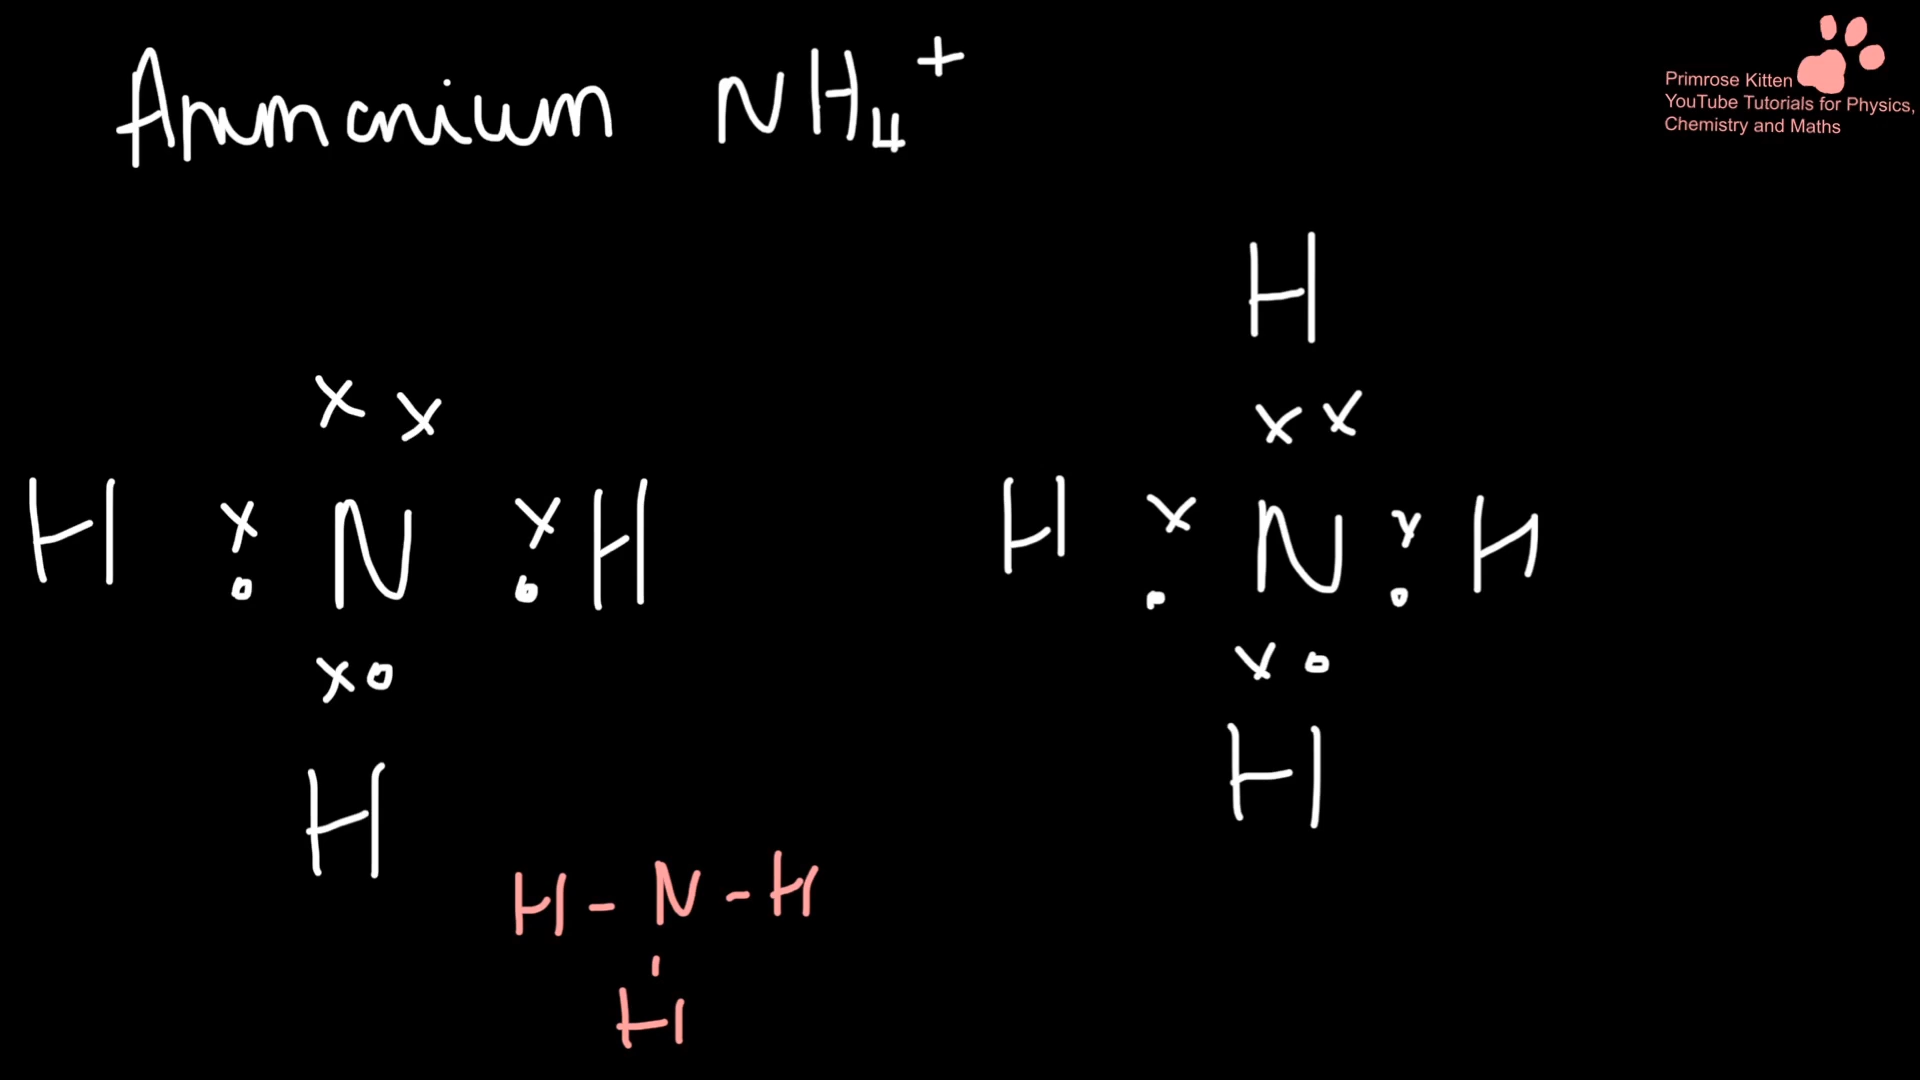 Ammonium NH₄⁺
Primrose Kitten
YouTube Tutorials for Physics,
Chemistry and Maths
H
x x
x x
H x N x H
• •
x •
H
H x N x H
• •
x •
H
H - N - H
'
H